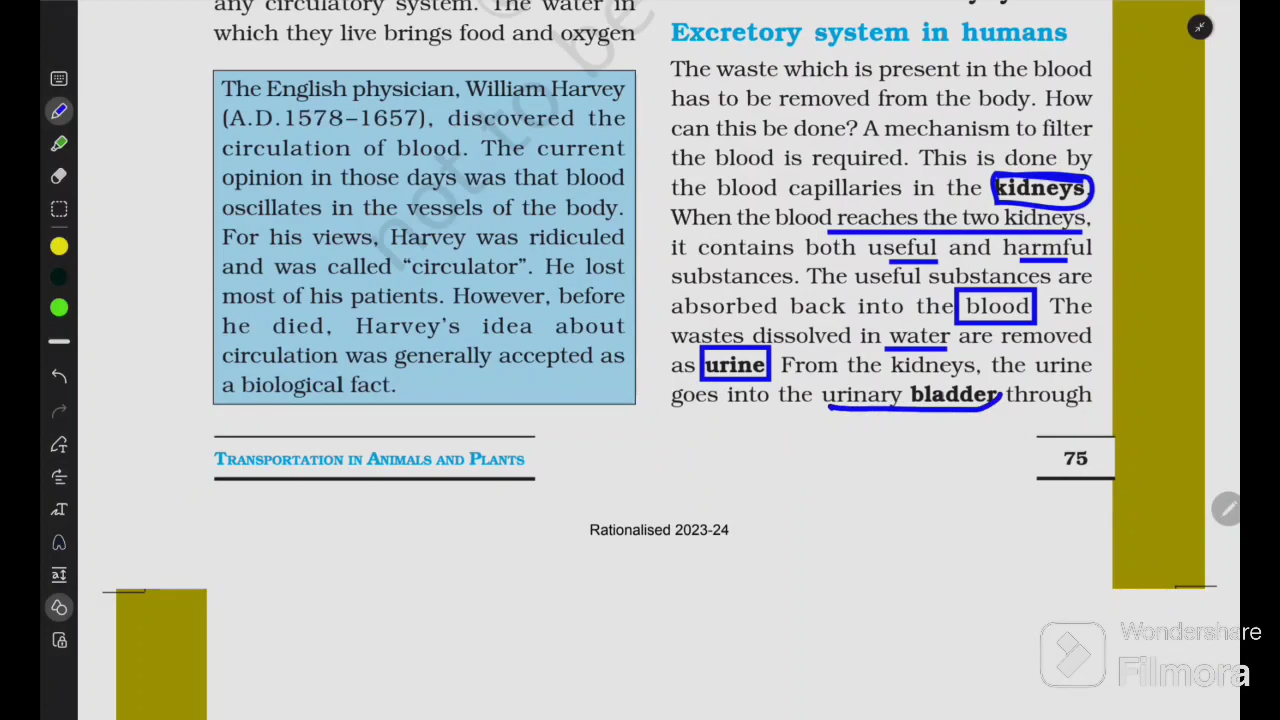 any circulatory system. The water in
which they live brings food and oxygen
The English physician, William Harvey
(A.D.1578–1657), discovered the
circulation of blood. The current
opinion in those days was that blood
oscillates in the vessels of the body.
For his views, Harvey was ridiculed
and was called “circulator”. He lost
most of his patients. However, before
he died, Harvey’s idea about
circulation was generally accepted as
a biological fact.
Excretory system in humans
The waste which is present in the blood
has to be removed from the body. How
can this be done? A mechanism to filter
the blood is required. This is done by
the blood capillaries in the kidneys.
When the blood reaches the two kidneys,
it contains both useful and harmful
substances. The useful substances are
absorbed back into the blood The
wastes dissolved in water are removed
as urine From the kidneys, the urine
goes into the urinary bladder through
TRANSPORTATION IN ANIMALS AND PLANTS
75
Rationalised 2023-24
not to be
Wondershare
Filmora